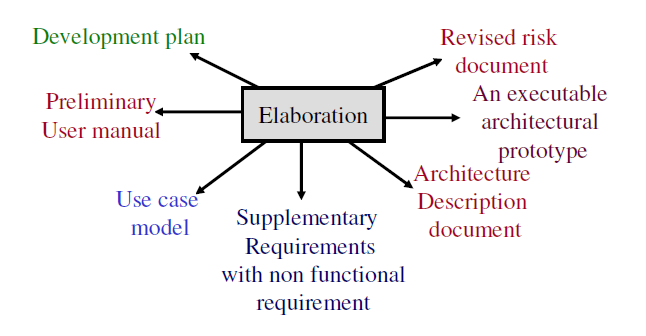 Development plan
Revised risk
document
Preliminary
User manual
Elaboration
An executable
architectural
prototype
Use case
model
Supplementary
Requirements
with non functional
requirement
Architecture
Description
document